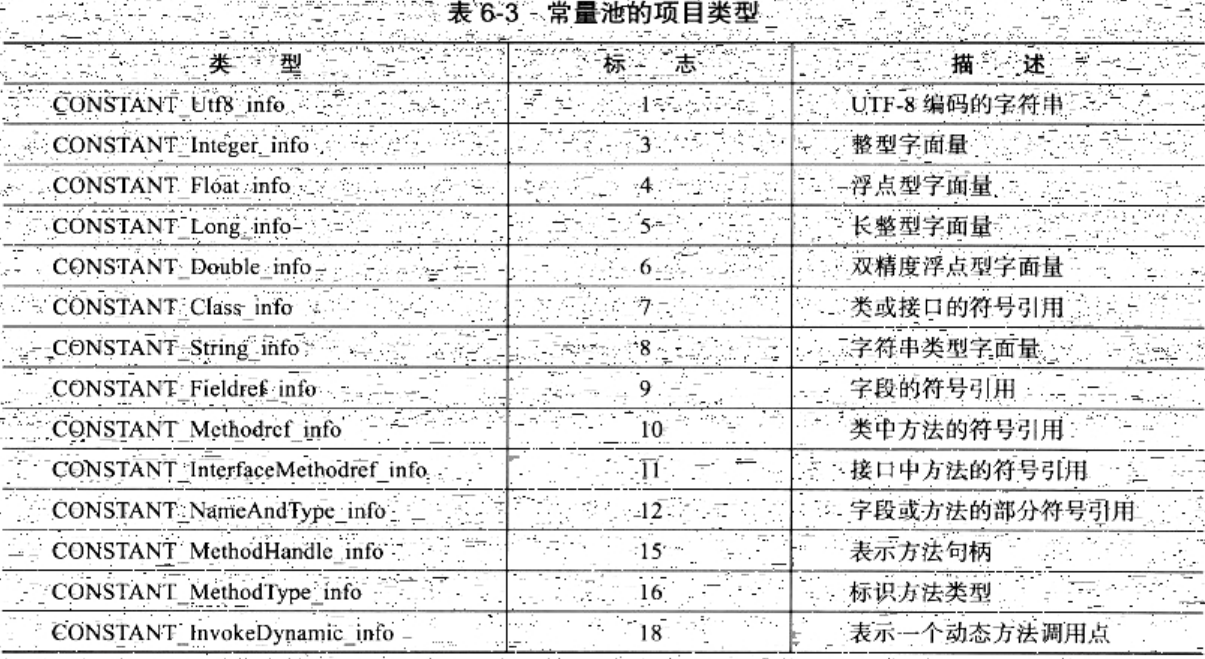 表 6-3 常量池的项目类型
类 型 标 志 描 述
CONSTANT_Utf8_info 1 UTF-8 编码的字符串
CONSTANT_Integer_info 3 整型字面量
CONSTANT_Float_info 4 浮点型字面量
CONSTANT_Long_info 5 长整型字面量
CONSTANT_Double_info 6 双精度浮点型字面量
CONSTANT_Class_info 7 类或接口的符号引用
CONSTANT_String_info 8 字符串类型字面量
CONSTANT_Fieldref_info 9 字段的符号引用
CONSTANT_Methodref_info 10 类中方法的符号引用
CONSTANT_InterfaceMethodref_info 11 接口中方法的符号引用
CONSTANT_NameAndType_info 12 字段或方法的部分符号引用
CONSTANT_MethodHandle_info 15 表示方法句柄
CONSTANT_MethodType_info 16 标识方法类型
CONSTANT_InvokeDynamic_info 18 表示一个动态方法调用点